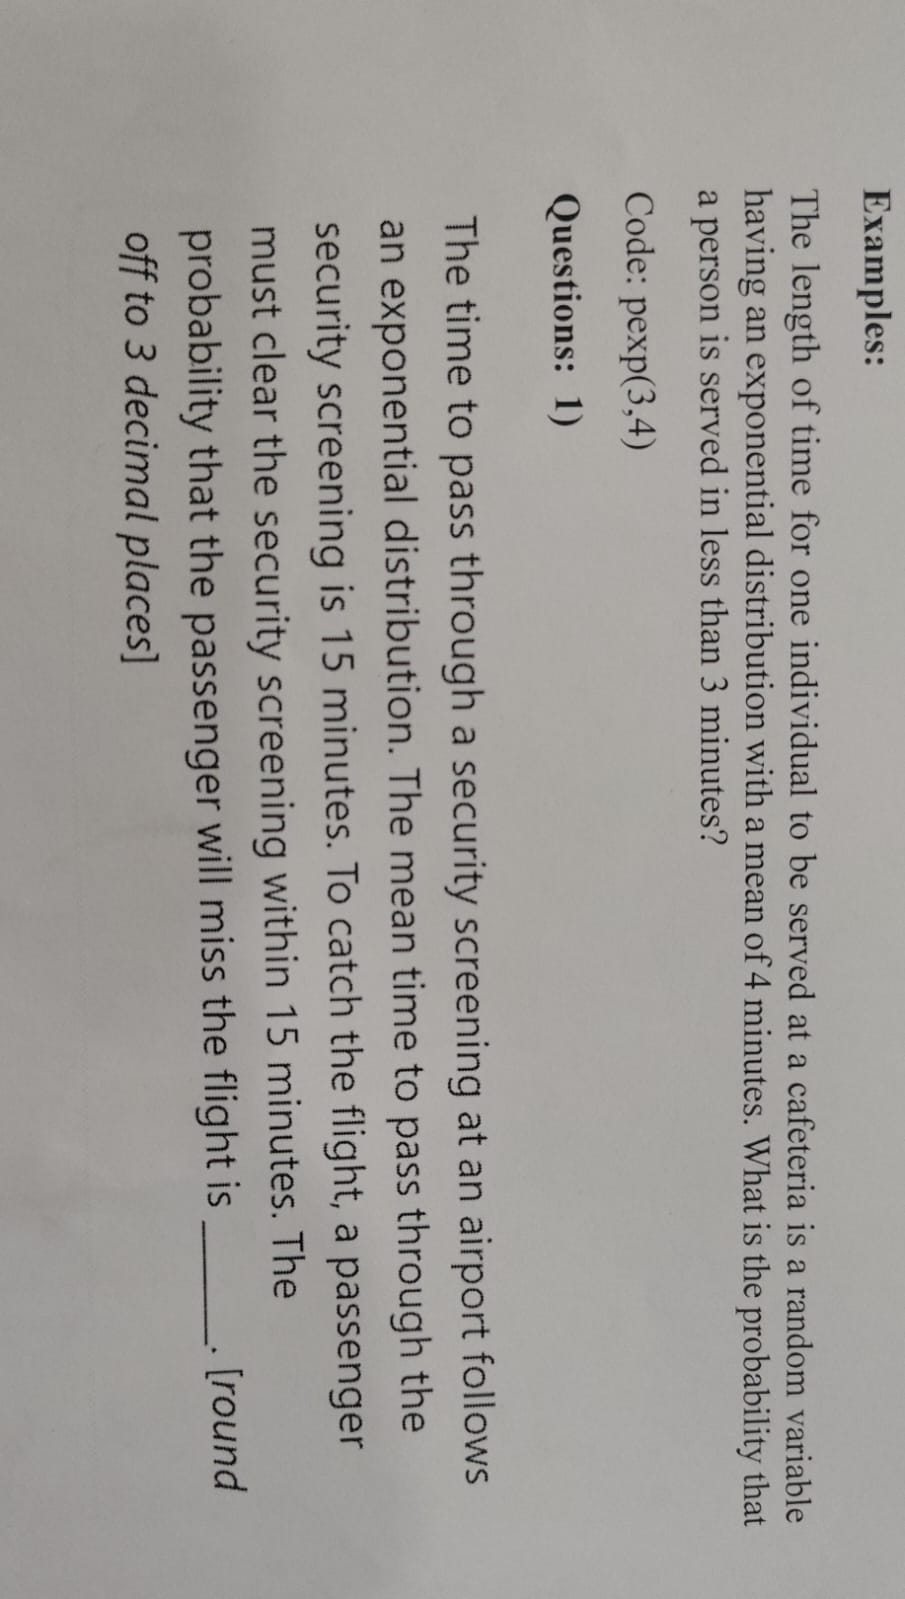 Examples:
The length of time for one individual to be served at a cafeteria is a random variable
having an exponential distribution with a mean of 4 minutes. What is the probability that
a person is served in less than 3 minutes?
Code: pexp(3,4)
Questions: 1)
The time to pass through a security screening at an airport follows
an exponential distribution. The mean time to pass through the
security screening is 15 minutes. To catch the flight, a passenger
must clear the security screening within 15 minutes. The
probability that the passenger will miss the flight is ______. [round
off to 3 decimal places]